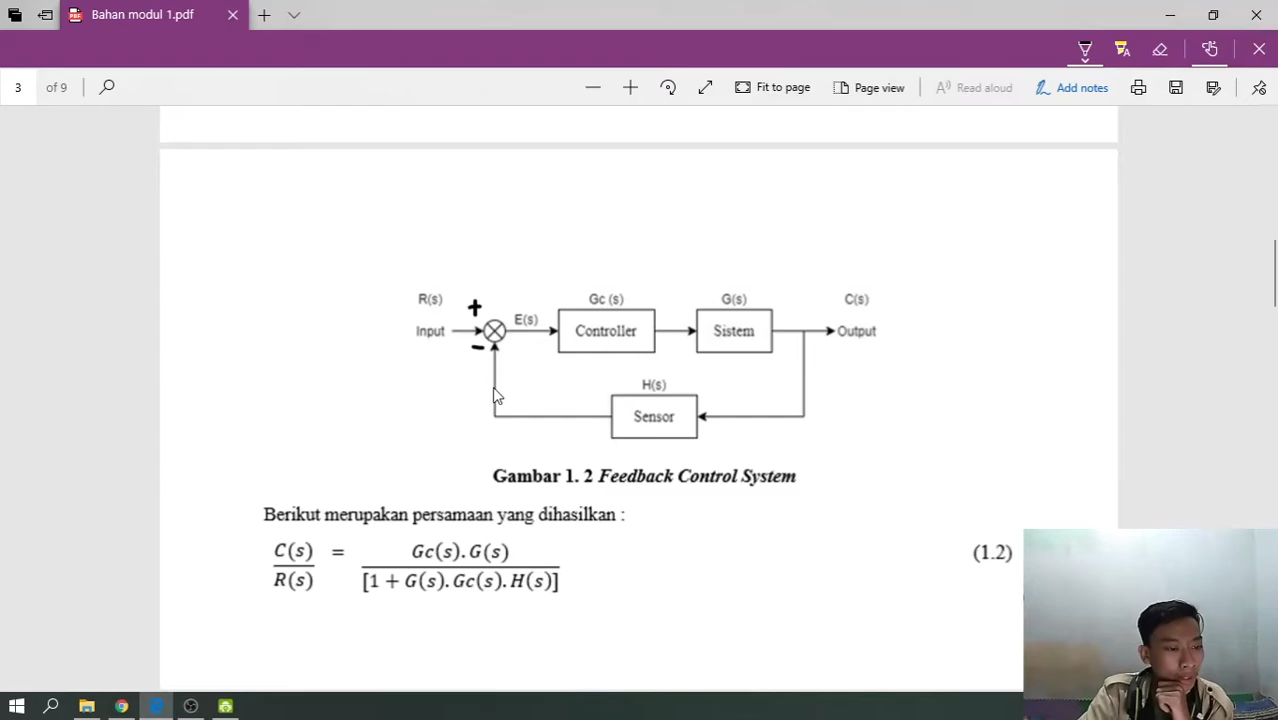 Bahan modul 1.pdf
3 of 9
Fit to page
Page view
Read aloud
Add notes
R(s)
+
Gc (s)
G(s)
C(s)
Input
E(s)
Controller
Sistem
Output
-
H(s)
Sensor
Gambar 1. 2 Feedback Control System
Berikut merupakan persamaan yang dihasilkan :
C(s) = Gc(s).G(s) (1.2)
R(s) [1 + G(s).Gc(s).H(s)]